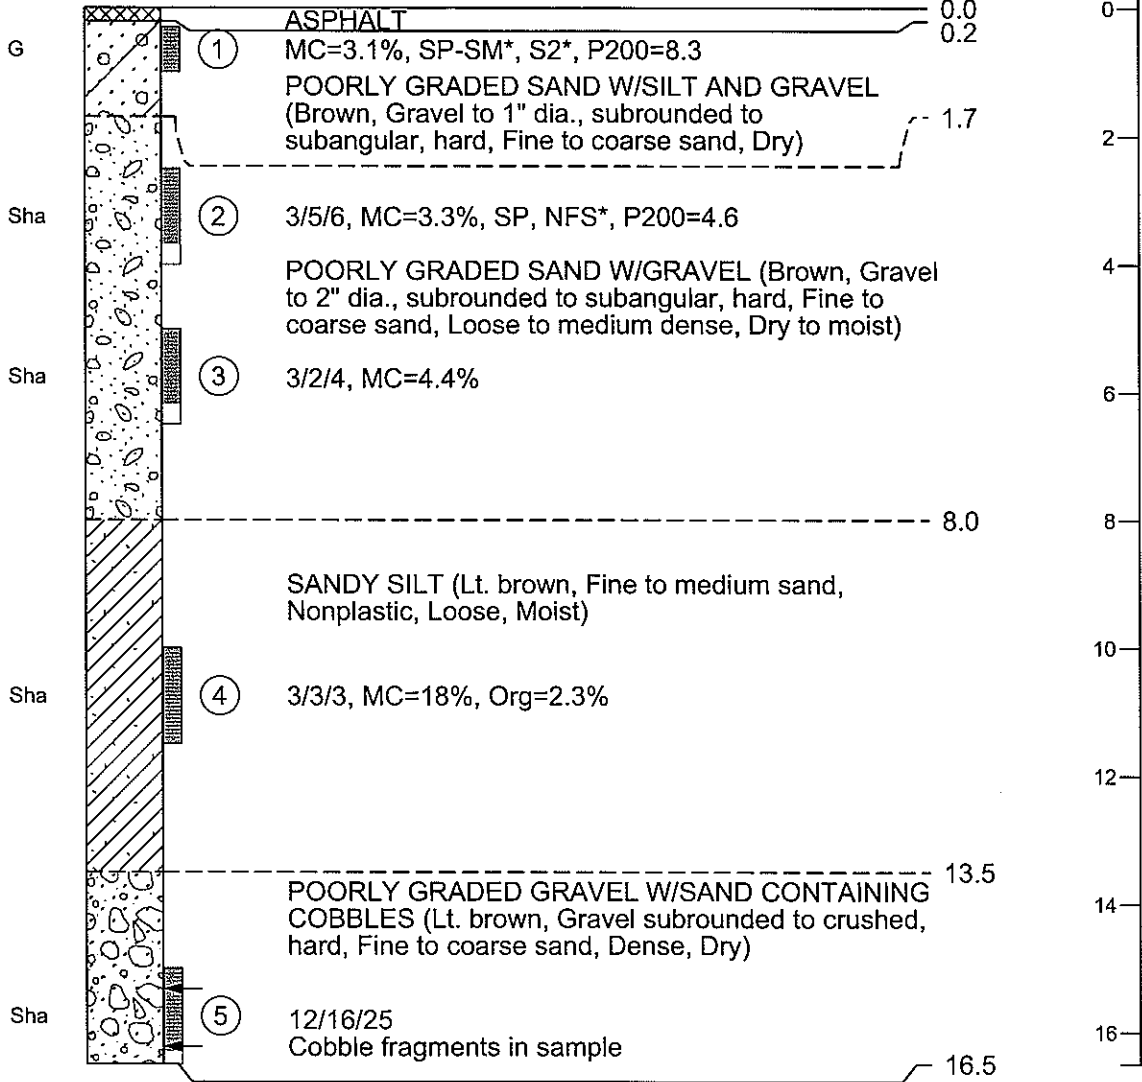 ASPHALT
0.0
0.2
0
G
1
MC=3.1%, SP-SM*, S2*, P200=8.3
POORLY GRADED SAND W/SILT AND GRAVEL
(Brown, Gravel to 1" dia., subrounded to
subangular, hard, Fine to coarse sand, Dry)
1.7
2
Sha
2
3/5/6, MC=3.3%, SP, NFS*, P200=4.6
POORLY GRADED SAND W/GRAVEL (Brown, Gravel
to 2" dia., subrounded to subangular, hard, Fine to
coarse sand, Loose to medium dense, Dry to moist)
4
Sha
3
3/2/4, MC=4.4%
6
8.0
8
SANDY SILT (Lt. brown, Fine to medium sand,
Nonplastic, Loose, Moist)
10
Sha
4
3/3/3, MC=18%, Org=2.3%
12
13.5
POORLY GRADED GRAVEL W/SAND CONTAINING
COBBLES (Lt. brown, Gravel subrounded to crushed,
hard, Fine to coarse sand, Dense, Dry)
14
Sha
5
12/16/25
Cobble fragments in sample
16
16.5